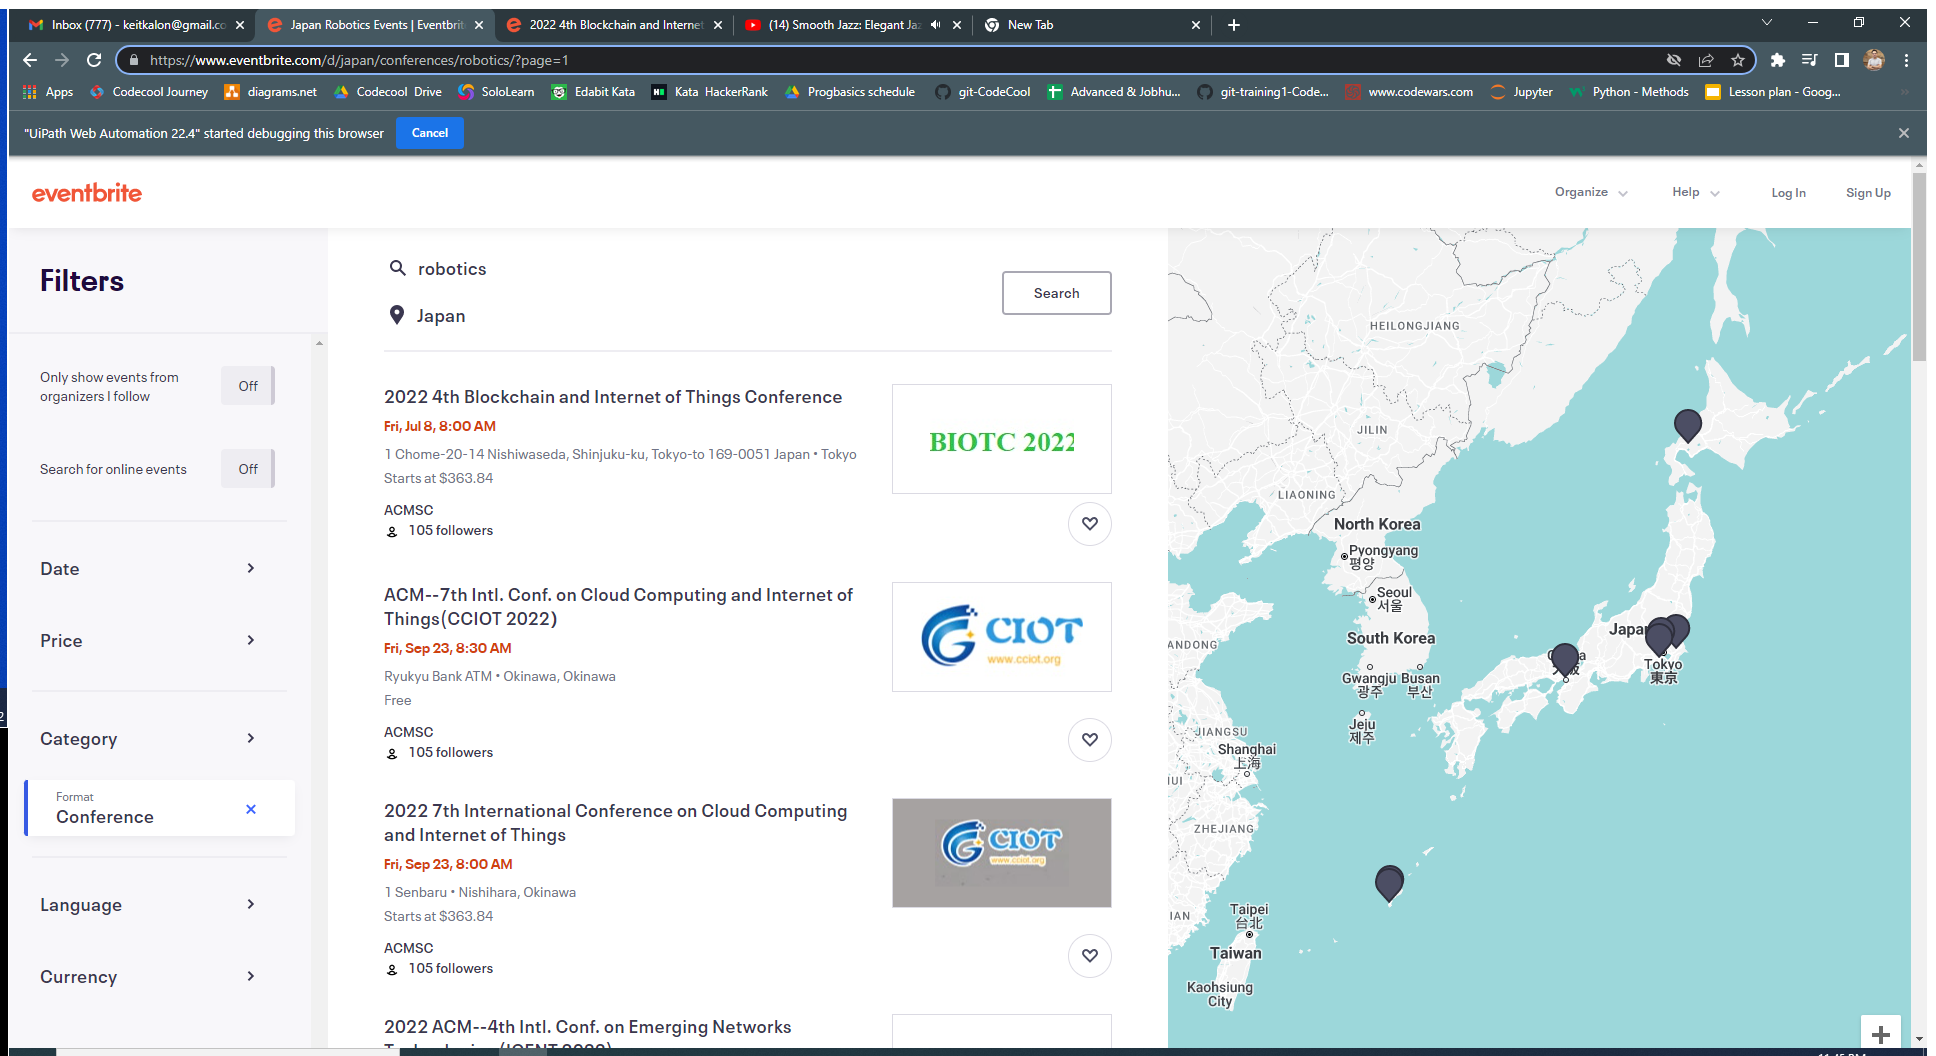 Inbox (777) - keitkalon@gmail.co
Japan Robotics Events | Eventbrit
2022 4th Blockchain and Internet
(14) Smooth Jazz: Elegant Jaz
New Tab
https://www.eventbrite.com/d/japan/conferences/robotics/?page=1
Apps
Codecool Journey
diagrams.net
Codecool Drive
SoloLearn
Edabit Kata
Kata HackerRank
Progbasics schedule
git-CodeCool
Advanced & Jobhu...
git-training1-Code...
www.codewars.com
Jupyter
Python - Methods
Lesson plan - Goog...
"UiPath Web Automation 22.4" started debugging this browser
Cancel
eventbrite
Organize
Help
Log In
Sign Up
Filters
Only show events from
organizers I follow
Off
Search for online events
Off
Date
Price
Category
Format
Conference
Language
Currency
robotics
Japan
Search
2022 4th Blockchain and Internet of Things Conference
Fri, Jul 8, 8:00 AM
1 Chome-20-14 Nishiwaseda, Shinjuku-ku, Tokyo-to 169-0051 Japan • Tokyo
Starts at $363.84
ACMSC
105 followers
BIOTC 2022
ACM--7th Intl. Conf. on Cloud Computing and Internet of
Things(CCIOT 2022)
Fri, Sep 23, 8:30 AM
Ryukyu Bank ATM • Okinawa, Okinawa
Free
ACMSC
105 followers
CIOT
www.cciot.org
2022 7th International Conference on Cloud Computing
and Internet of Things
Fri, Sep 23, 8:00 AM
1 Senbaru • Nishihara, Okinawa
Starts at $363.84
ACMSC
105 followers
CIOT
www.cciot.org
2022 ACM--4th Intl. Conf. on Emerging Networks
HEILONGJIANG
JILIN
LIAONING
North Korea
Pyongyang
평양
Seoul
서울
South Korea
Gwangju
광주
Busan
부산
Jeju
제주
ANDONG
JIANGSU
Shanghai
上海
HUI
ZHEJIANG
IAN
Taipei
台北
Taiwan
Kaohsiung
City
Japa
Tokyo
東京